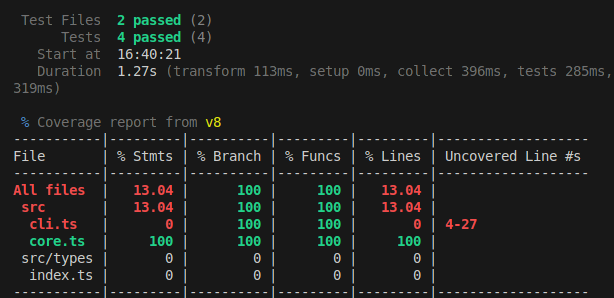 Test Files 2 passed (2)
Tests 4 passed (4)
Start at 16:40:21
Duration 1.27s (transform 113ms, setup 0ms, collect 396ms, tests 285ms,
319ms)
% Coverage report from v8
-----------|---------|----------|---------|---------|-------------------
File       | % Stmts | % Branch | % Funcs | % Lines | Uncovered Line #s
-----------|---------|----------|---------|---------|-------------------
All files  |   13.04 |      100 |     100 |   13.04 |
 src       |   13.04 |      100 |     100 |   13.04 |
  cli.ts   |       0 |      100 |     100 |       0 | 4-27
  core.ts  |     100 |      100 |     100 |     100 |
 src/types |       0 |        0 |       0 |       0 |
  index.ts |       0 |        0 |       0 |       0 |
-----------|---------|----------|---------|---------|-------------------